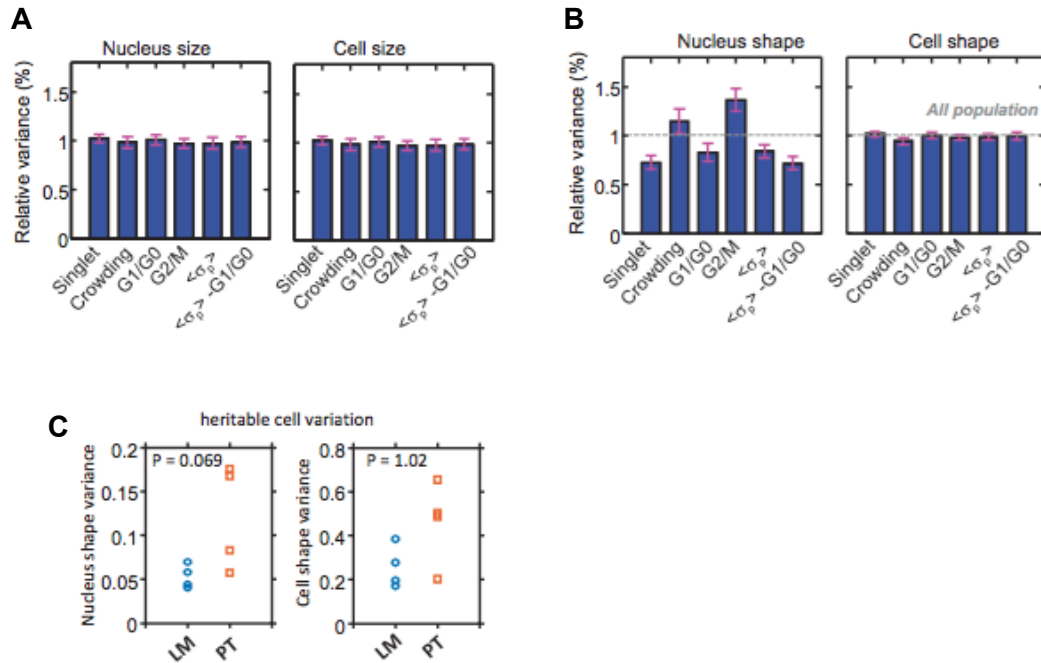 A
Nucleus size
Cell size
Relative variance (%)
1.5
1
0.5
0
Singlet
Crowding
G1/G0
G2/M
<σp>
<σp> -G1/G0
Singlet
Crowding
G1/G0
G2/M
<σp>
<σp> -G1/G0
B
Nucleus shape
Cell shape
Relative variance (%)
1.5
1
0.5
0
All population
Singlet
Crowding
G1/G0
G2/M
<σp>
<σp> -G1/G0
Singlet
Crowding
G1/G0
G2/M
<σp>
<σp> -G1/G0
C
heritable cell variation
Nucleus shape variance
0.2
0.15
0.1
0.05
0
P = 0.069
LM
PT
Cell shape variance
0.8
0.6
0.4
0.2
0
P = 1.02
LM
PT